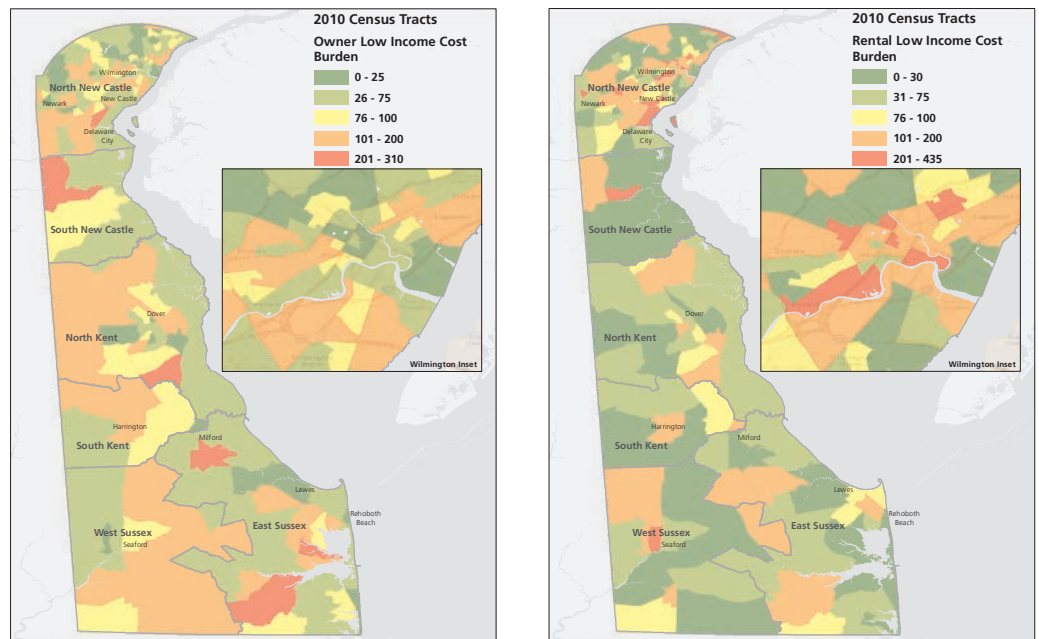 2010 Census Tracts
Owner Low Income Cost
Burden
0 - 25
26 - 75
76 - 100
101 - 200
201 - 310
Wilmington
North New Castle
Newark
New Castle
Delaware
City
South New Castle
Dover
North Kent
Harrington
South Kent
Milford
Lewes
Rehoboth
Beach
East Sussex
West Sussex
Seaford
Wilmington Inset
2010 Census Tracts
Rental Low Income Cost
Burden
0 - 30
31 - 75
76 - 100
101 - 200
201 - 435
Wilmington
North New Castle
Newark
New Castle
Delaware
City
South New Castle
Dover
North Kent
Harrington
South Kent
Milford
Lewes
Rehoboth
Beach
East Sussex
West Sussex
Seaford
Wilmington Inset